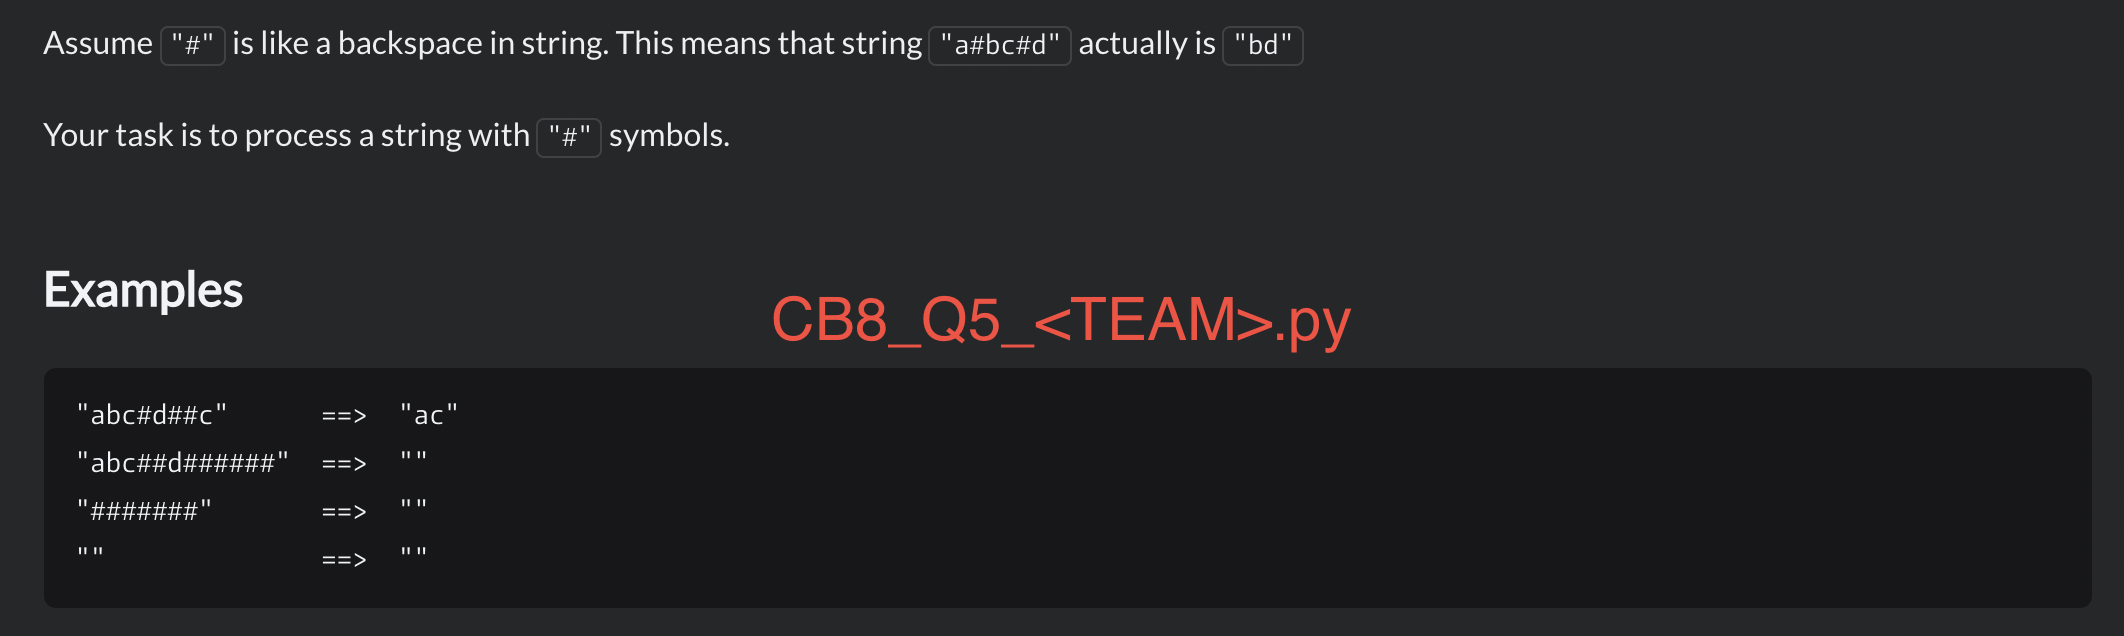 Assume "#" is like a backspace in string. This means that string "a#bc#d" actually is "bd"
Your task is to process a string with "#" symbols.
Examples
CB8_Q5_<TEAM>.py
"abc#d##c" ==> "ac"
"abc##d######" ==> ""
"#######" ==> ""
"" ==> ""